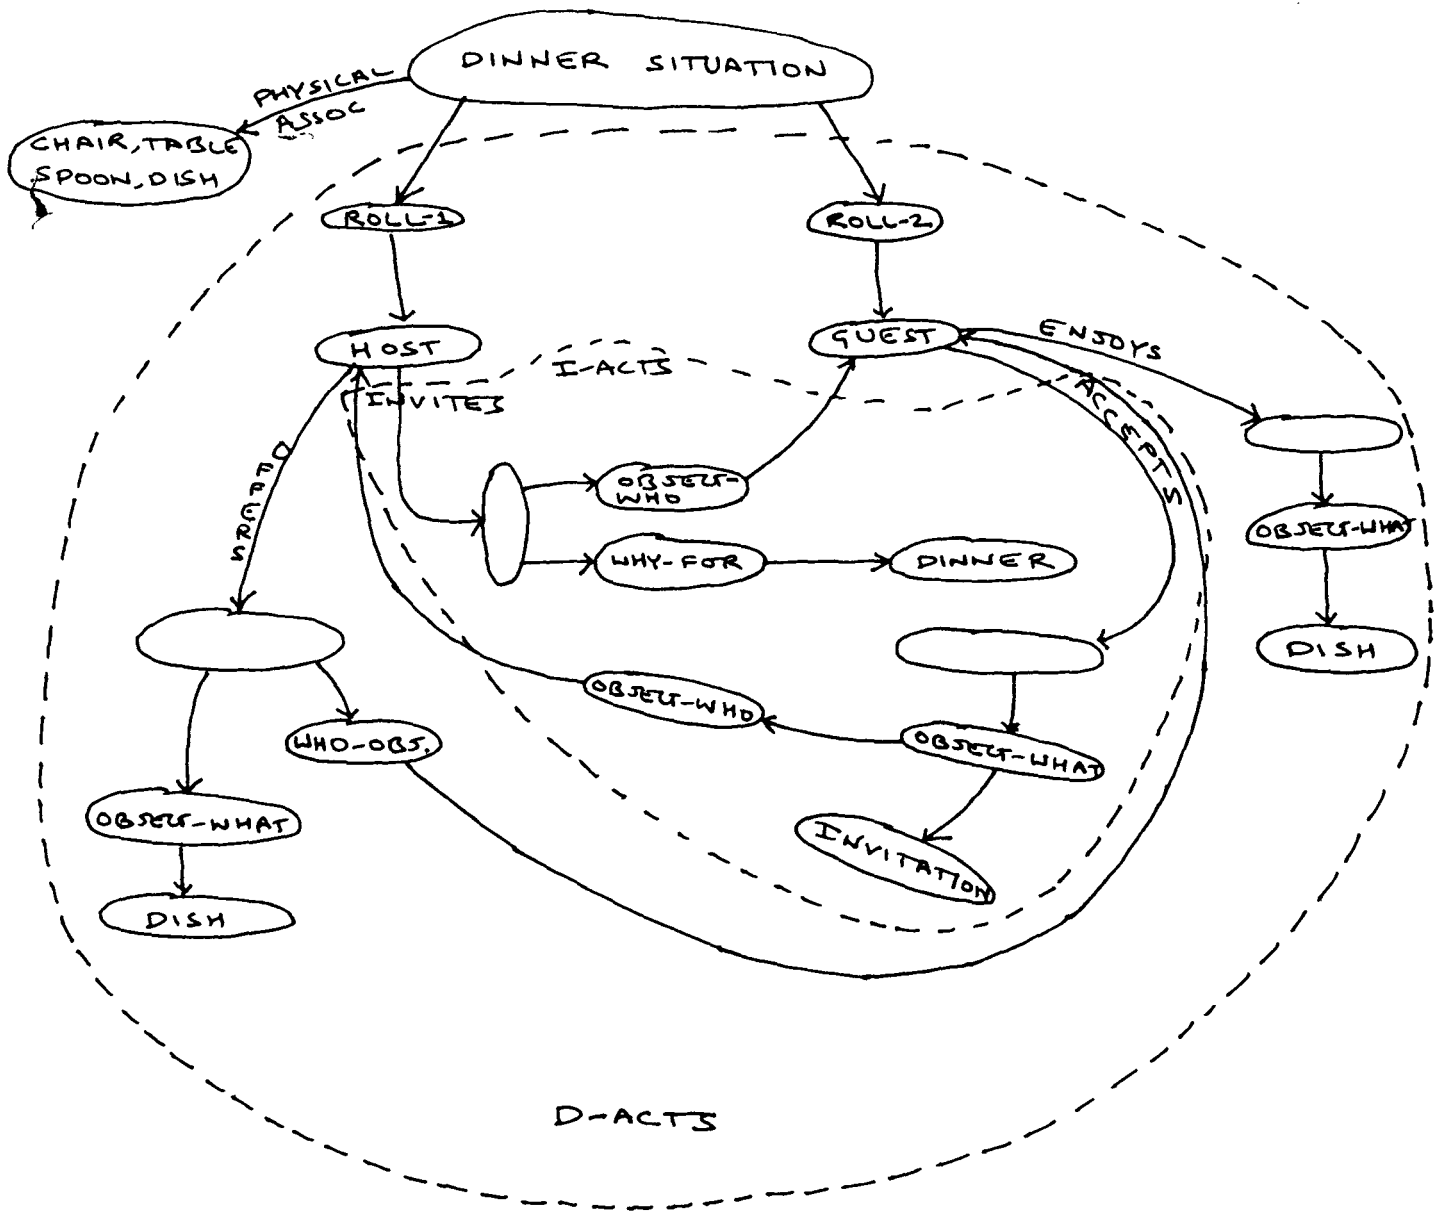 DINNER SITUATION
PHYSICAL
ASSOC
CHAIR, TABLE
SPOON, DISH
ROLL-1
ROLL-2
HOST
GUEST
ENJOYS
I-ACTS
INVITES
ACCEPTS
OFFERS
OBJECT-
WHO
OBJECT-WHAT
WHY-FOR
DINNER
DISH
OBJECT-WHO
WHO-OBJ.
OBJECT-WHAT
OBJECT-WHAT
INVITATION
DISH
D-ACTS